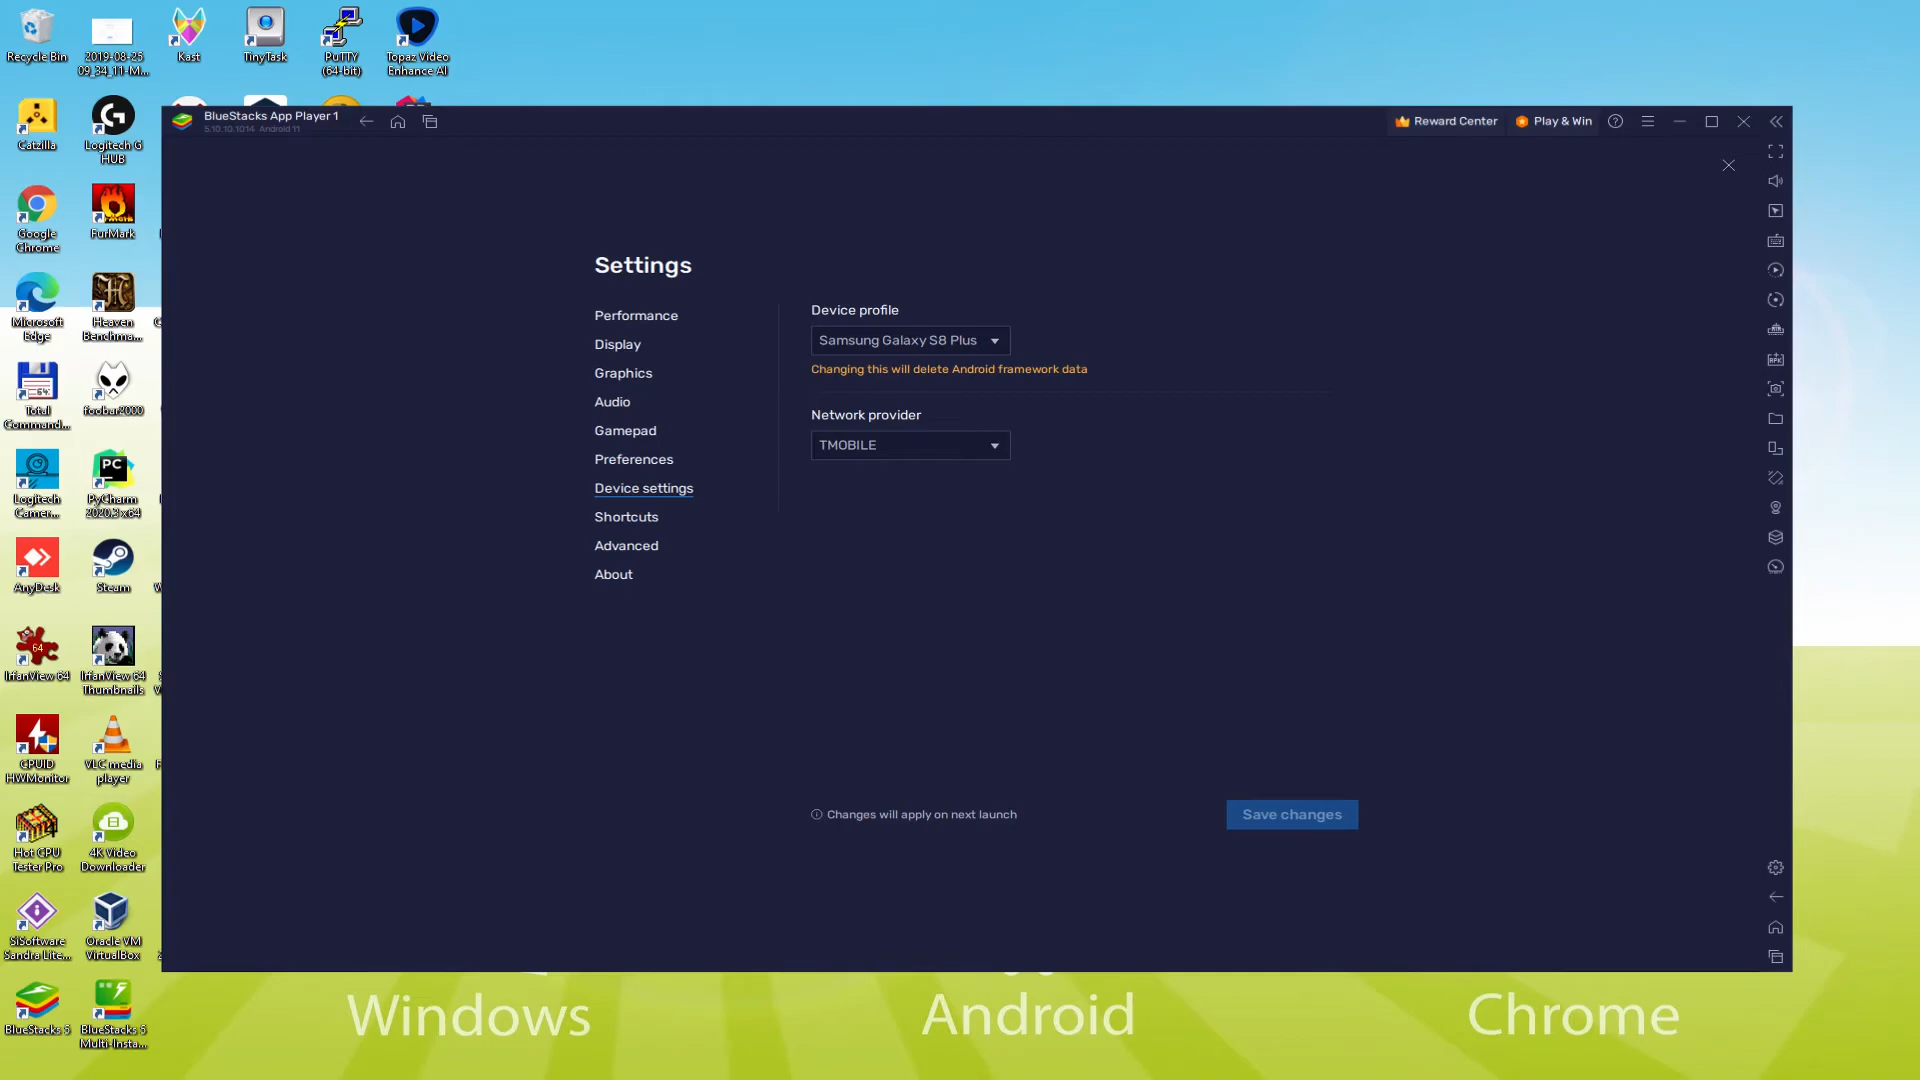 Recycle Bin
2019-08-25
09_34_11-M...
Kast
TinyTask
PuTTY
(64-bit)
Topaz Video
Enhance AI
Catzilla
Logitech G
HUB
Google
Chrome
FurMark
Microsoft
Edge
Heaven
Benchma...
64
Total
Command...
foobar2000
Logitech
Camer...
PC
PyCharm
2020.3 x64
AnyDesk
Steam
64
IrfanView 64
IrfanView 64
Thumbnails
CPUID
HWMonitor
VLC media
player
4
Hot CPU
Tester Pro
4K Video
Downloader
SiSoftware
Sandra Lite...
Oracle VM
VirtualBox
BlueStacks 5
BlueStacks 5
Multi-Insta...
BlueStacks App Player 1
5.10.10.1014 Android 11
Reward Center
Play & Win
Settings
Performance
Display
Graphics
Audio
Gamepad
Preferences
Device settings
Shortcuts
Advanced
About
Device profile
Samsung Galaxy S8 Plus
Changing this will delete Android framework data
Network provider
TMOBILE
Changes will apply on next launch
Save changes
Windows
Android
Chrome